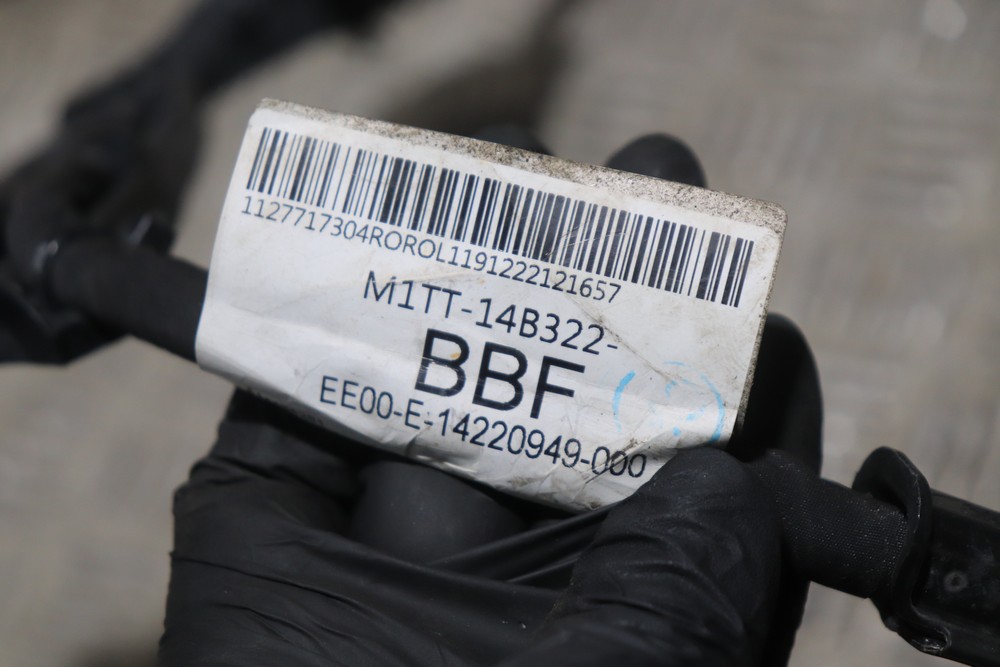 1127717304ROROL1191222121657
M1TT-14B322-
BBF
EE00-E-14220949-000